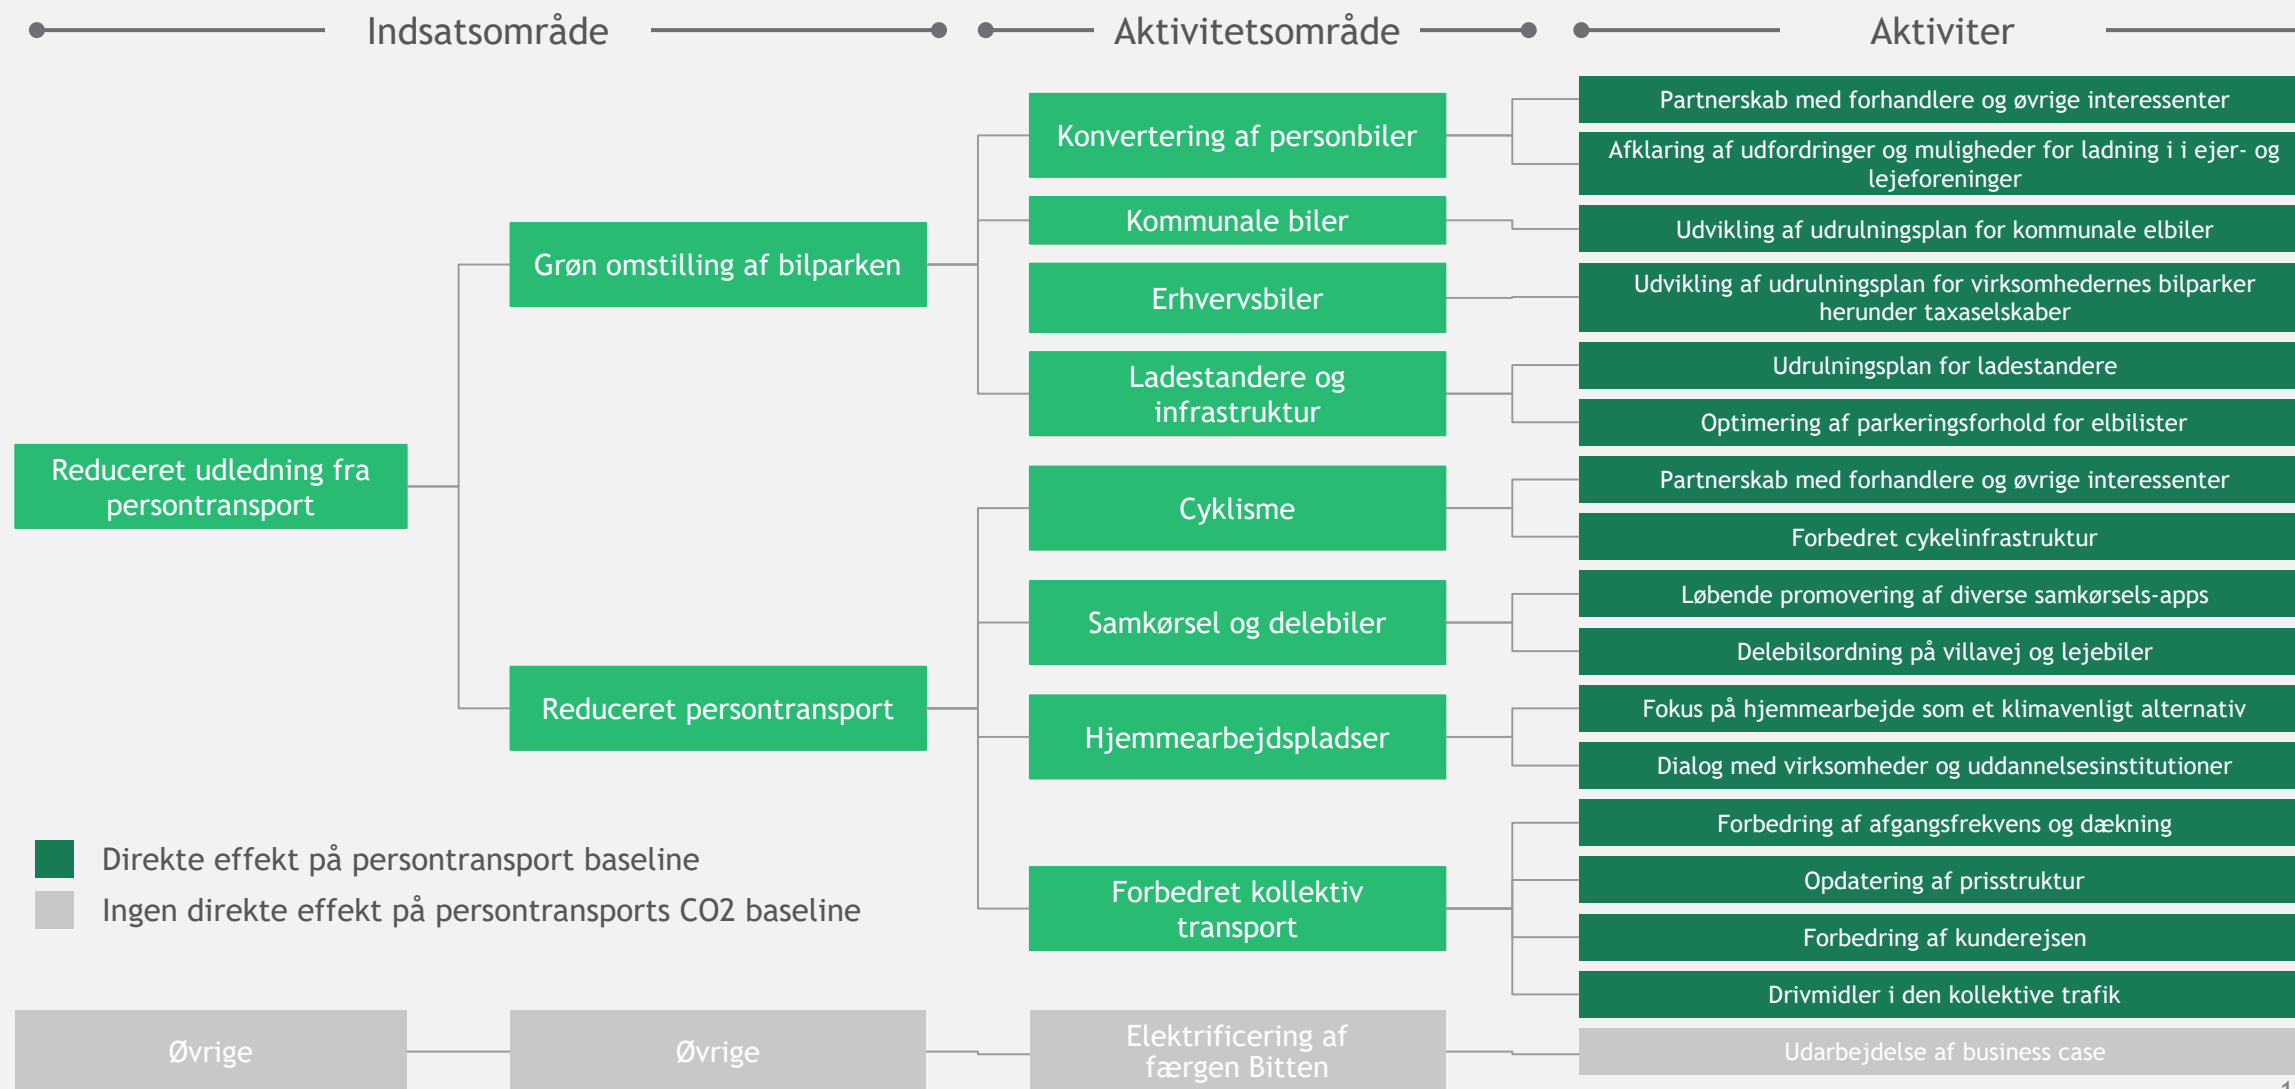 Indsatsområde
Aktivitetsområde
Aktiviter
Reduceret udledning fra
persontransport
Grøn omstilling af bilparken
Konvertering af personbiler
Partnerskab med forhandlere og øvrige interessenter
Afklaring af udfordringer og muligheder for ladning i i ejer- og
lejeforeninger
Kommunale biler
Udvikling af udrulningsplan for kommunale elbiler
Erhvervsbiler
Udvikling af udrulningsplan for virksomhedernes bilparker
herunder taxaselskaber
Ladestandere og
infrastruktur
Udrulningsplan for ladestandere
Optimering af parkeringsforhold for elbilister
Reduceret persontransport
Cyklisme
Partnerskab med forhandlere og øvrige interessenter
Forbedret cykelinfrastruktur
Samkørsel og delebiler
Løbende promovering af diverse samkørsels-apps
Delebilsordning på villavej og lejebiler
Hjemmearbejdspladser
Fokus på hjemmearbejde som et klimavenligt alternativ
Dialog med virksomheder og uddannelsesinstitutioner
Forbedret kollektiv
transport
Forbedring af afgangsfrekvens og dækning
Opdatering af prisstruktur
Forbedring af kunderejsen
Drivmidler i den kollektive trafik
Direkte effekt på persontransport baseline
Ingen direkte effekt på persontransports CO2 baseline
Øvrige
Øvrige
Elektrificering af
færgen Bitten
Udarbejdelse af business case